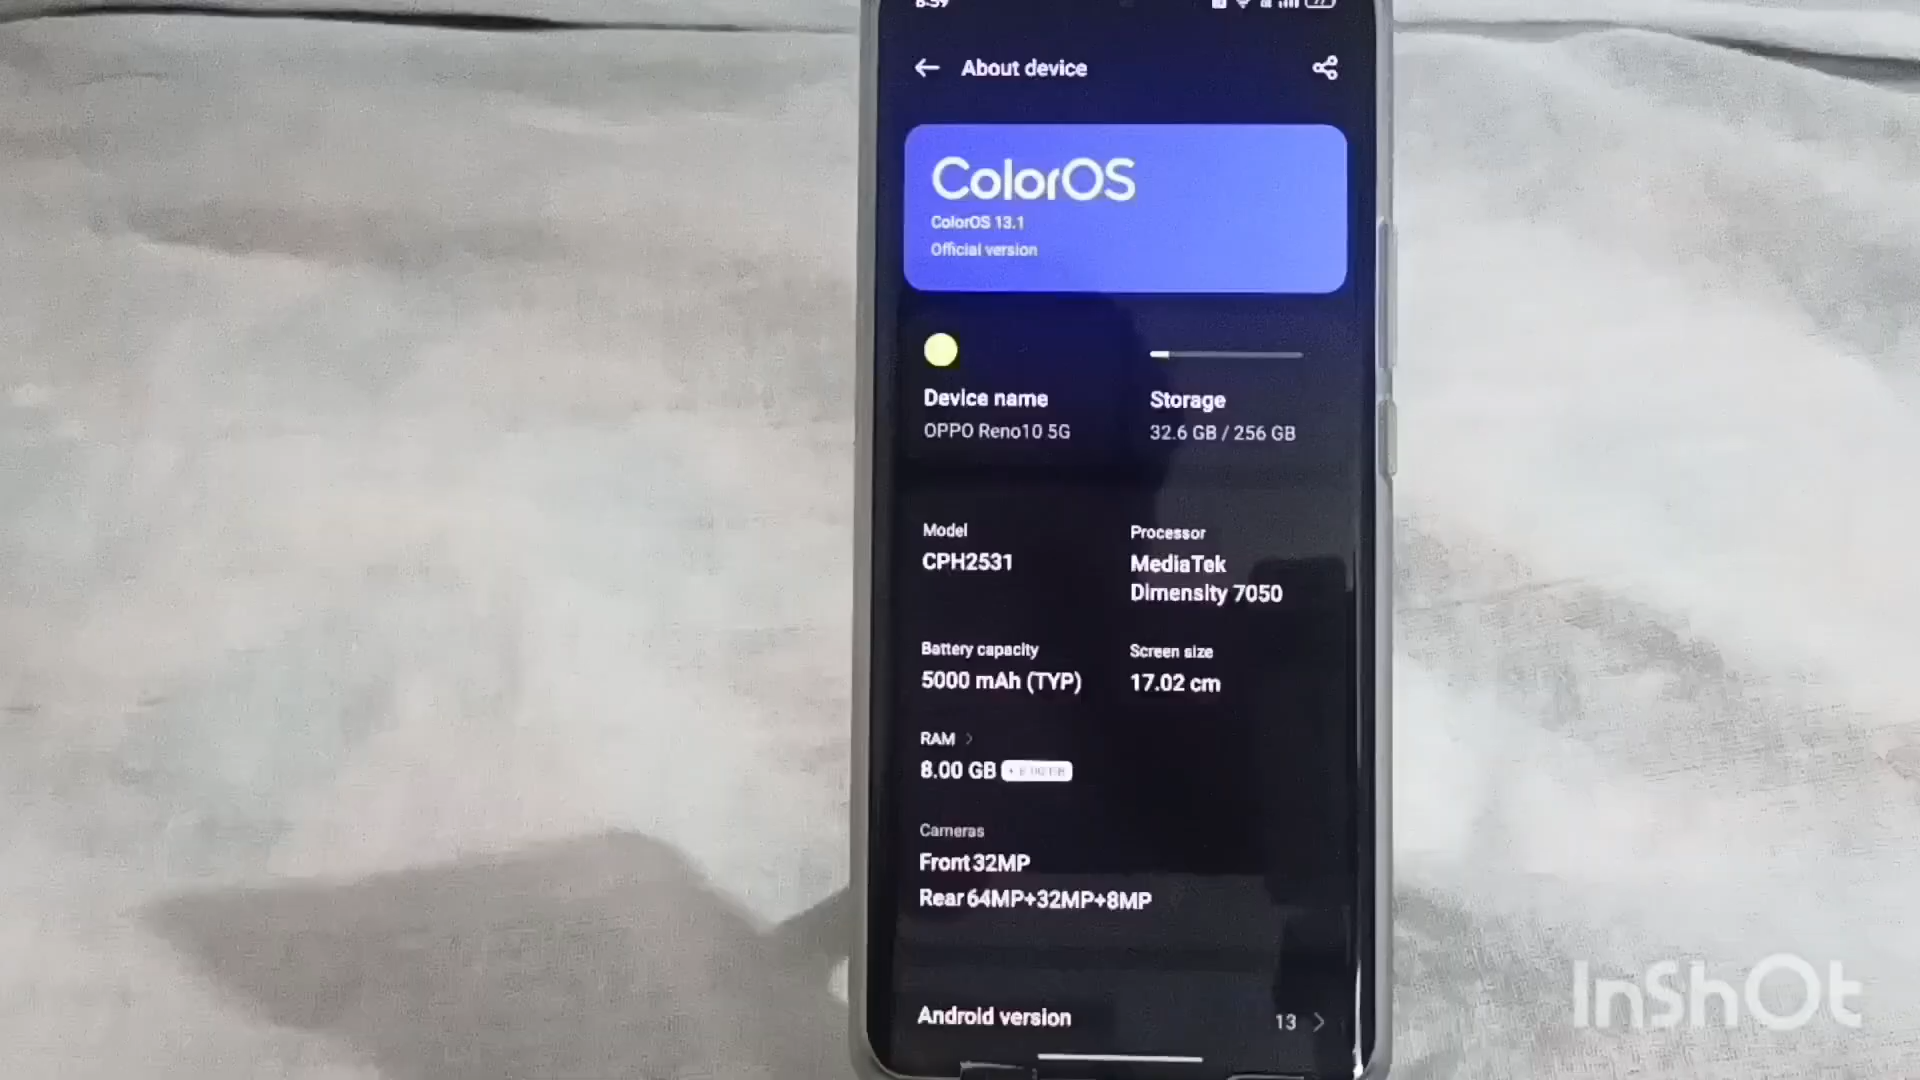 About device
ColorOS
ColorOS 13.1
Official version
Device name
OPPO Reno10 5G
Storage
32.6 GB / 256 GB
Model
CPH2531
Processor
MediaTek
Dimensity 7050
Battery capacity
5000 mAh (TYP)
Screen size
17.02 cm
RAM >
8.00 GB
Cameras
Front 32MP
Rear 64MP+32MP+8MP
Android version
13 >
InShOt